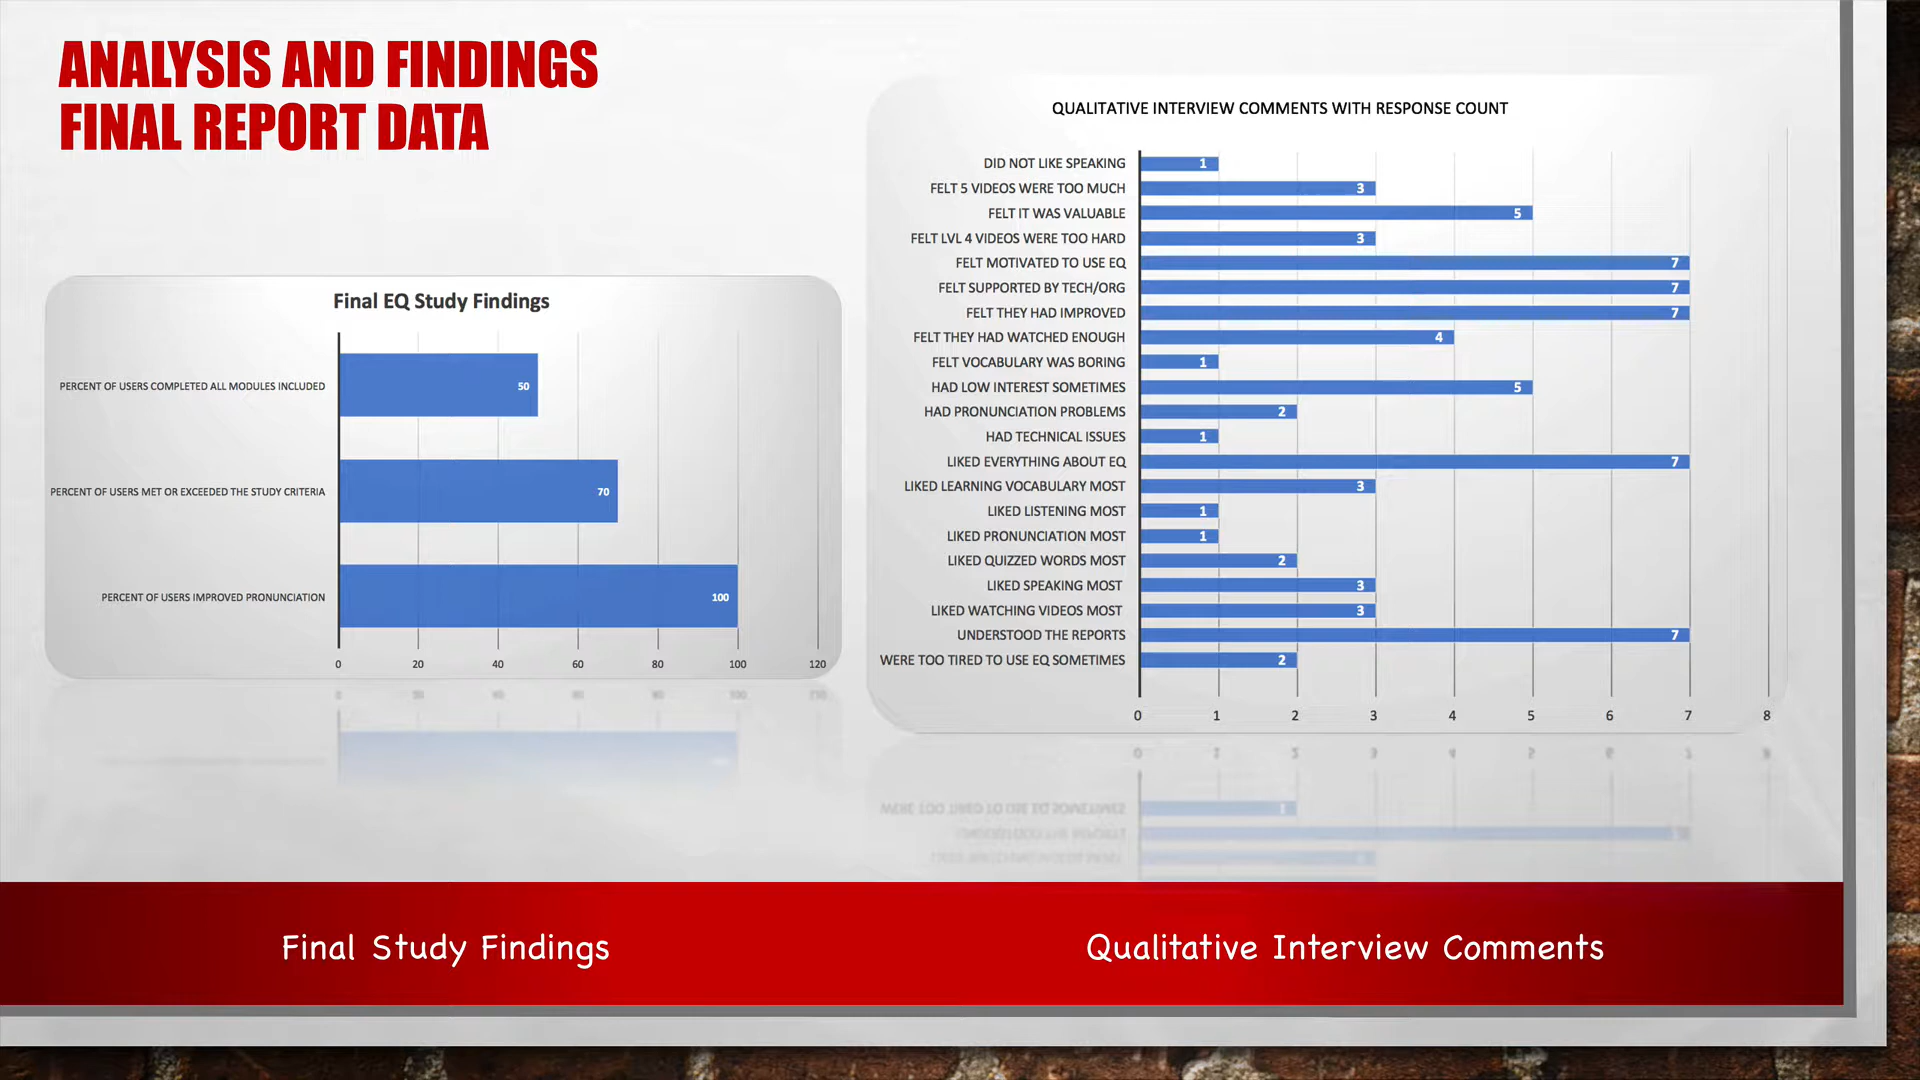 ANALYSIS AND FINDINGS
FINAL REPORT DATA
Final EQ Study Findings
PERCENT OF USERS COMPLETED ALL MODULES INCLUDED 50
PERCENT OF USERS MET OR EXCEEDED THE STUDY CRITERIA 70
PERCENT OF USERS IMPROVED PRONUNCIATION 100
0 20 40 60 80 100 120
QUALITATIVE INTERVIEW COMMENTS WITH RESPONSE COUNT
DID NOT LIKE SPEAKING 1
FELT 5 VIDEOS WERE TOO MUCH 3
FELT IT WAS VALUABLE 5
FELT LVL 4 VIDEOS WERE TOO HARD 3
FELT MOTIVATED TO USE EQ 7
FELT SUPPORTED BY TECH/ORG 7
FELT THEY HAD IMPROVED 7
FELT THEY HAD WATCHED ENOUGH 4
FELT VOCABULARY WAS BORING 1
HAD LOW INTEREST SOMETIMES 5
HAD PRONUNCIATION PROBLEMS 2
HAD TECHNICAL ISSUES 1
LIKED EVERYTHING ABOUT EQ 7
LIKED LEARNING VOCABULARY MOST 3
LIKED LISTENING MOST 1
LIKED PRONUNCIATION MOST 1
LIKED QUIZZED WORDS MOST 2
LIKED SPEAKING MOST 3
LIKED WATCHING VIDEOS MOST 3
UNDERSTOOD THE REPORTS 7
WERE TOO TIRED TO USE EQ SOMETIMES 2
0 1 2 3 4 5 6 7 8
Final Study Findings
Qualitative Interview Comments